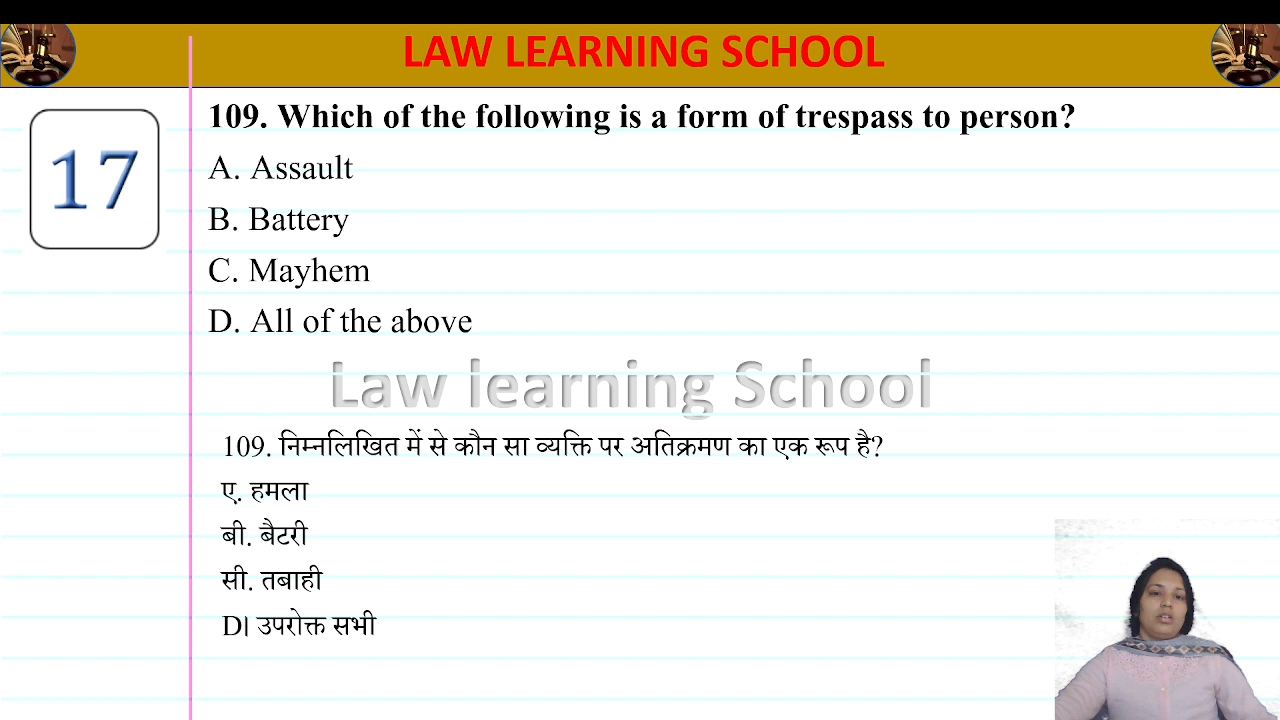 LAW LEARNING SCHOOL
109. Which of the following is a form of trespass to person?
17
A. Assault
B. Battery
C. Mayhem
D. All of the above
Law learning School
109. निम्नलिखित में से कौन सा व्यक्ति पर अतिक्रमण का एक रूप है?
ए. हमला
बी. बैटरी
सी. तबाही
D। उपरोक्त सभी